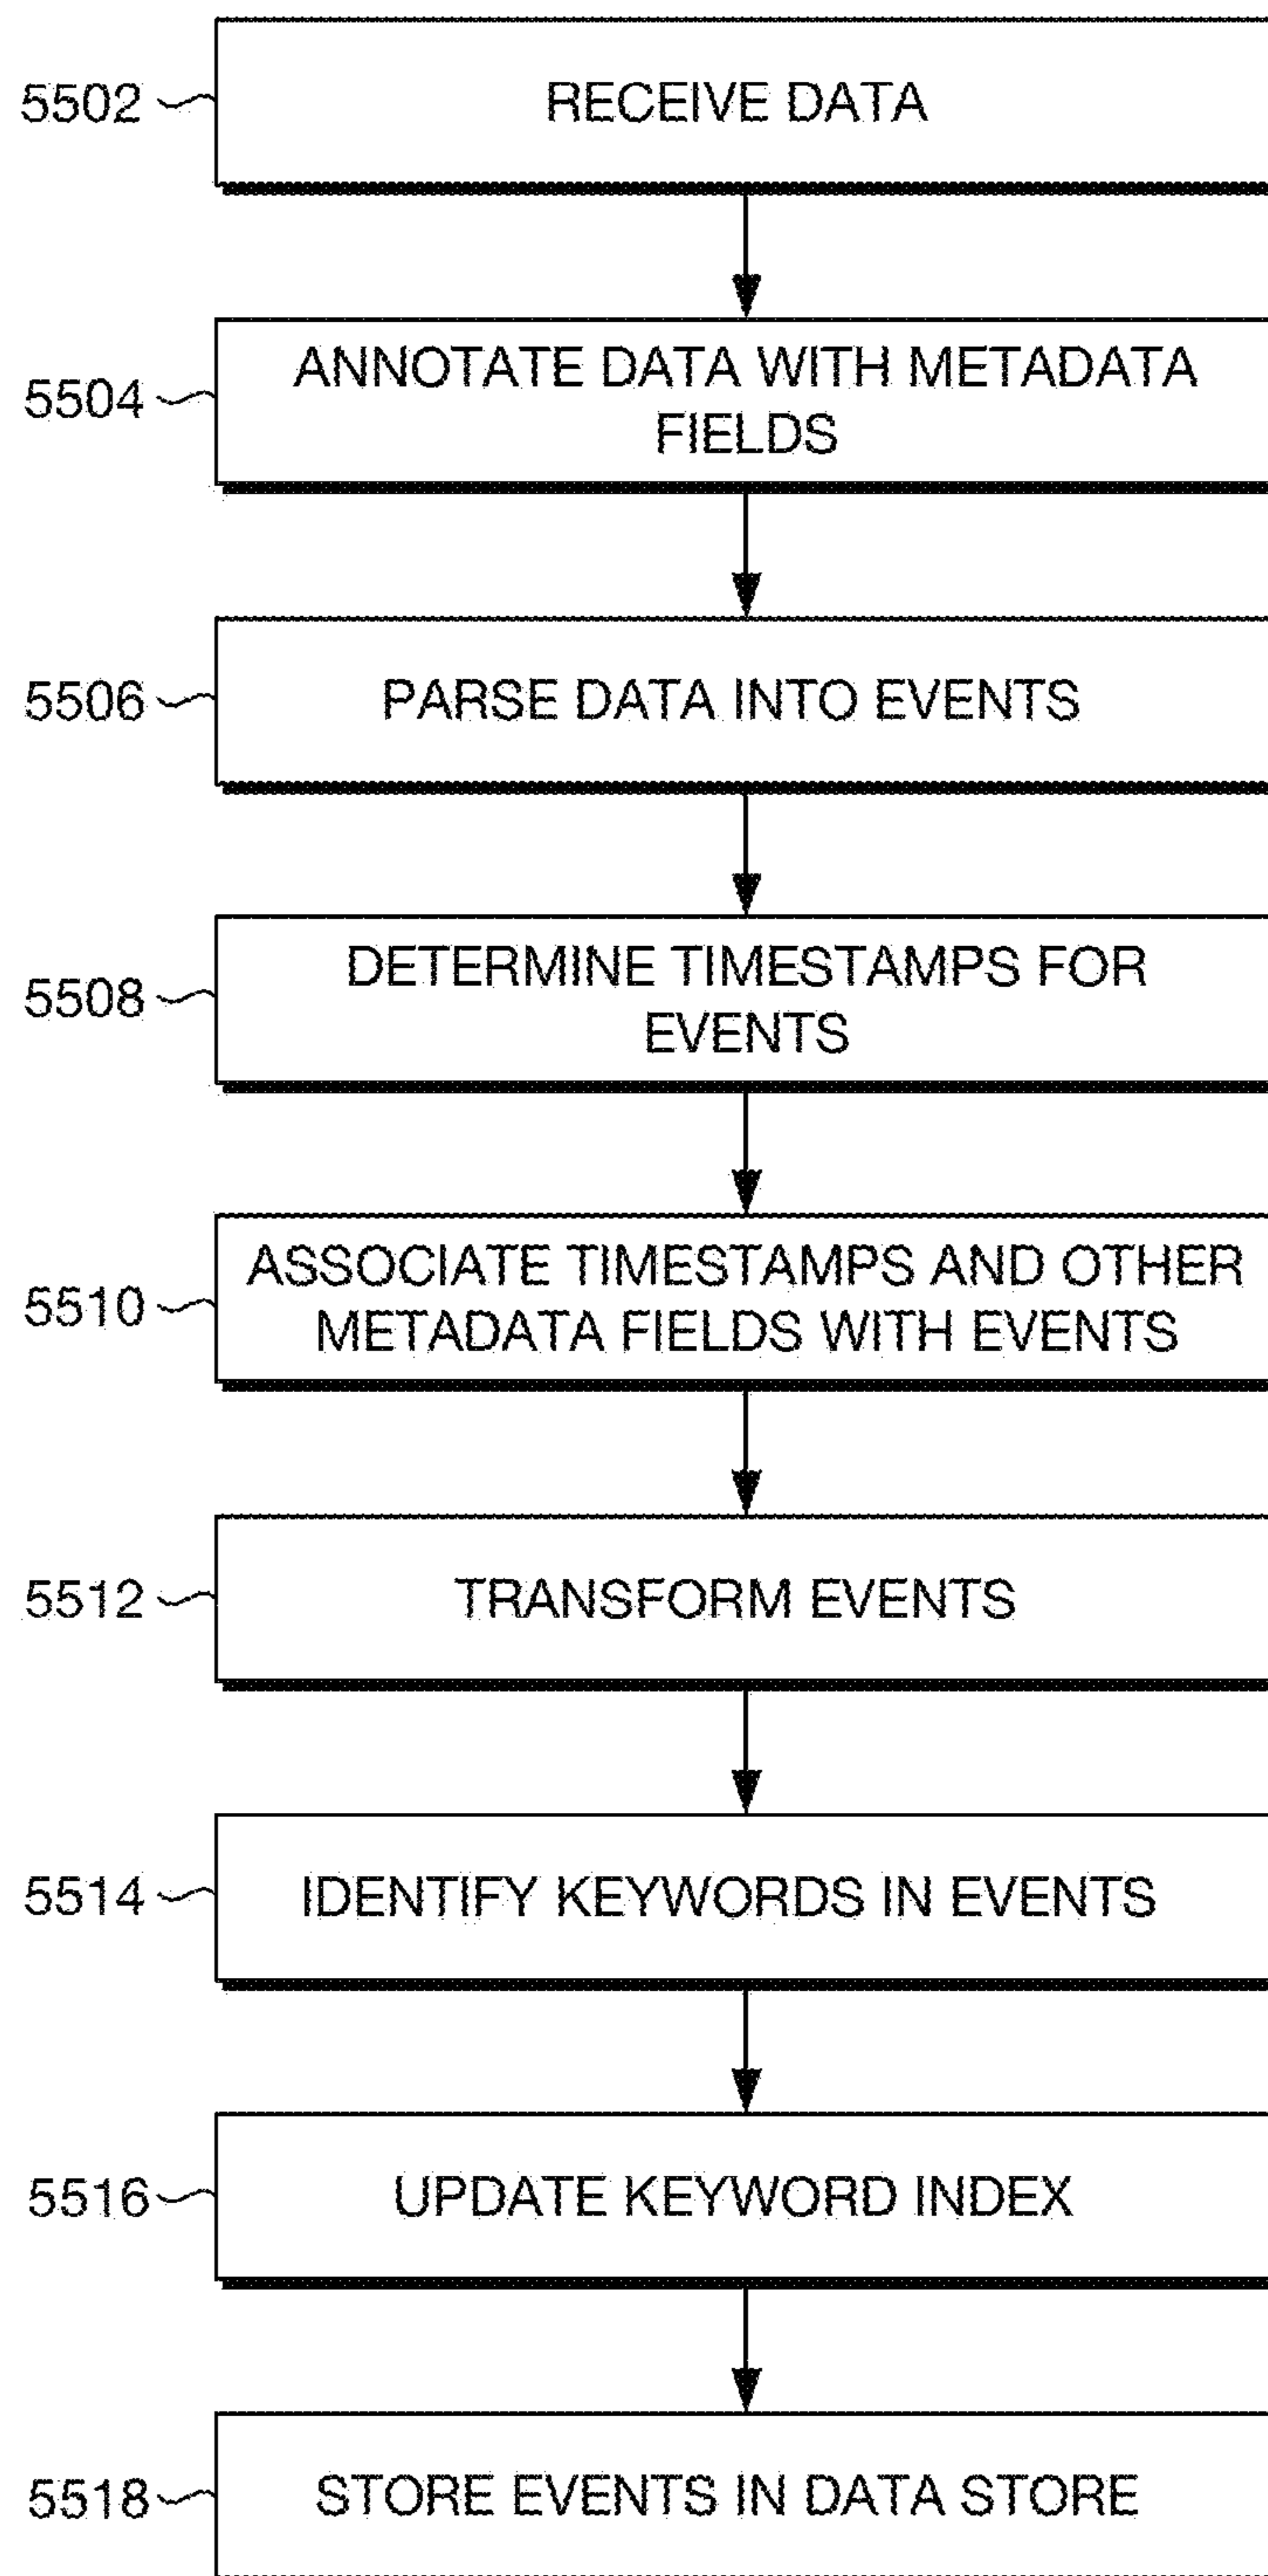 5502
RECEIVE DATA
5504
ANNOTATE DATA WITH METADATA
FIELDS
5506
PARSE DATA INTO EVENTS
5508
DETERMINE TIMESTAMPS FOR
EVENTS
5510
ASSOCIATE TIMESTAMPS AND OTHER
METADATA FIELDS WITH EVENTS
5512
TRANSFORM EVENTS
5514
IDENTIFY KEYWORDS IN EVENTS
5516
UPDATE KEYWORD INDEX
5518
STORE EVENTS IN DATA STORE